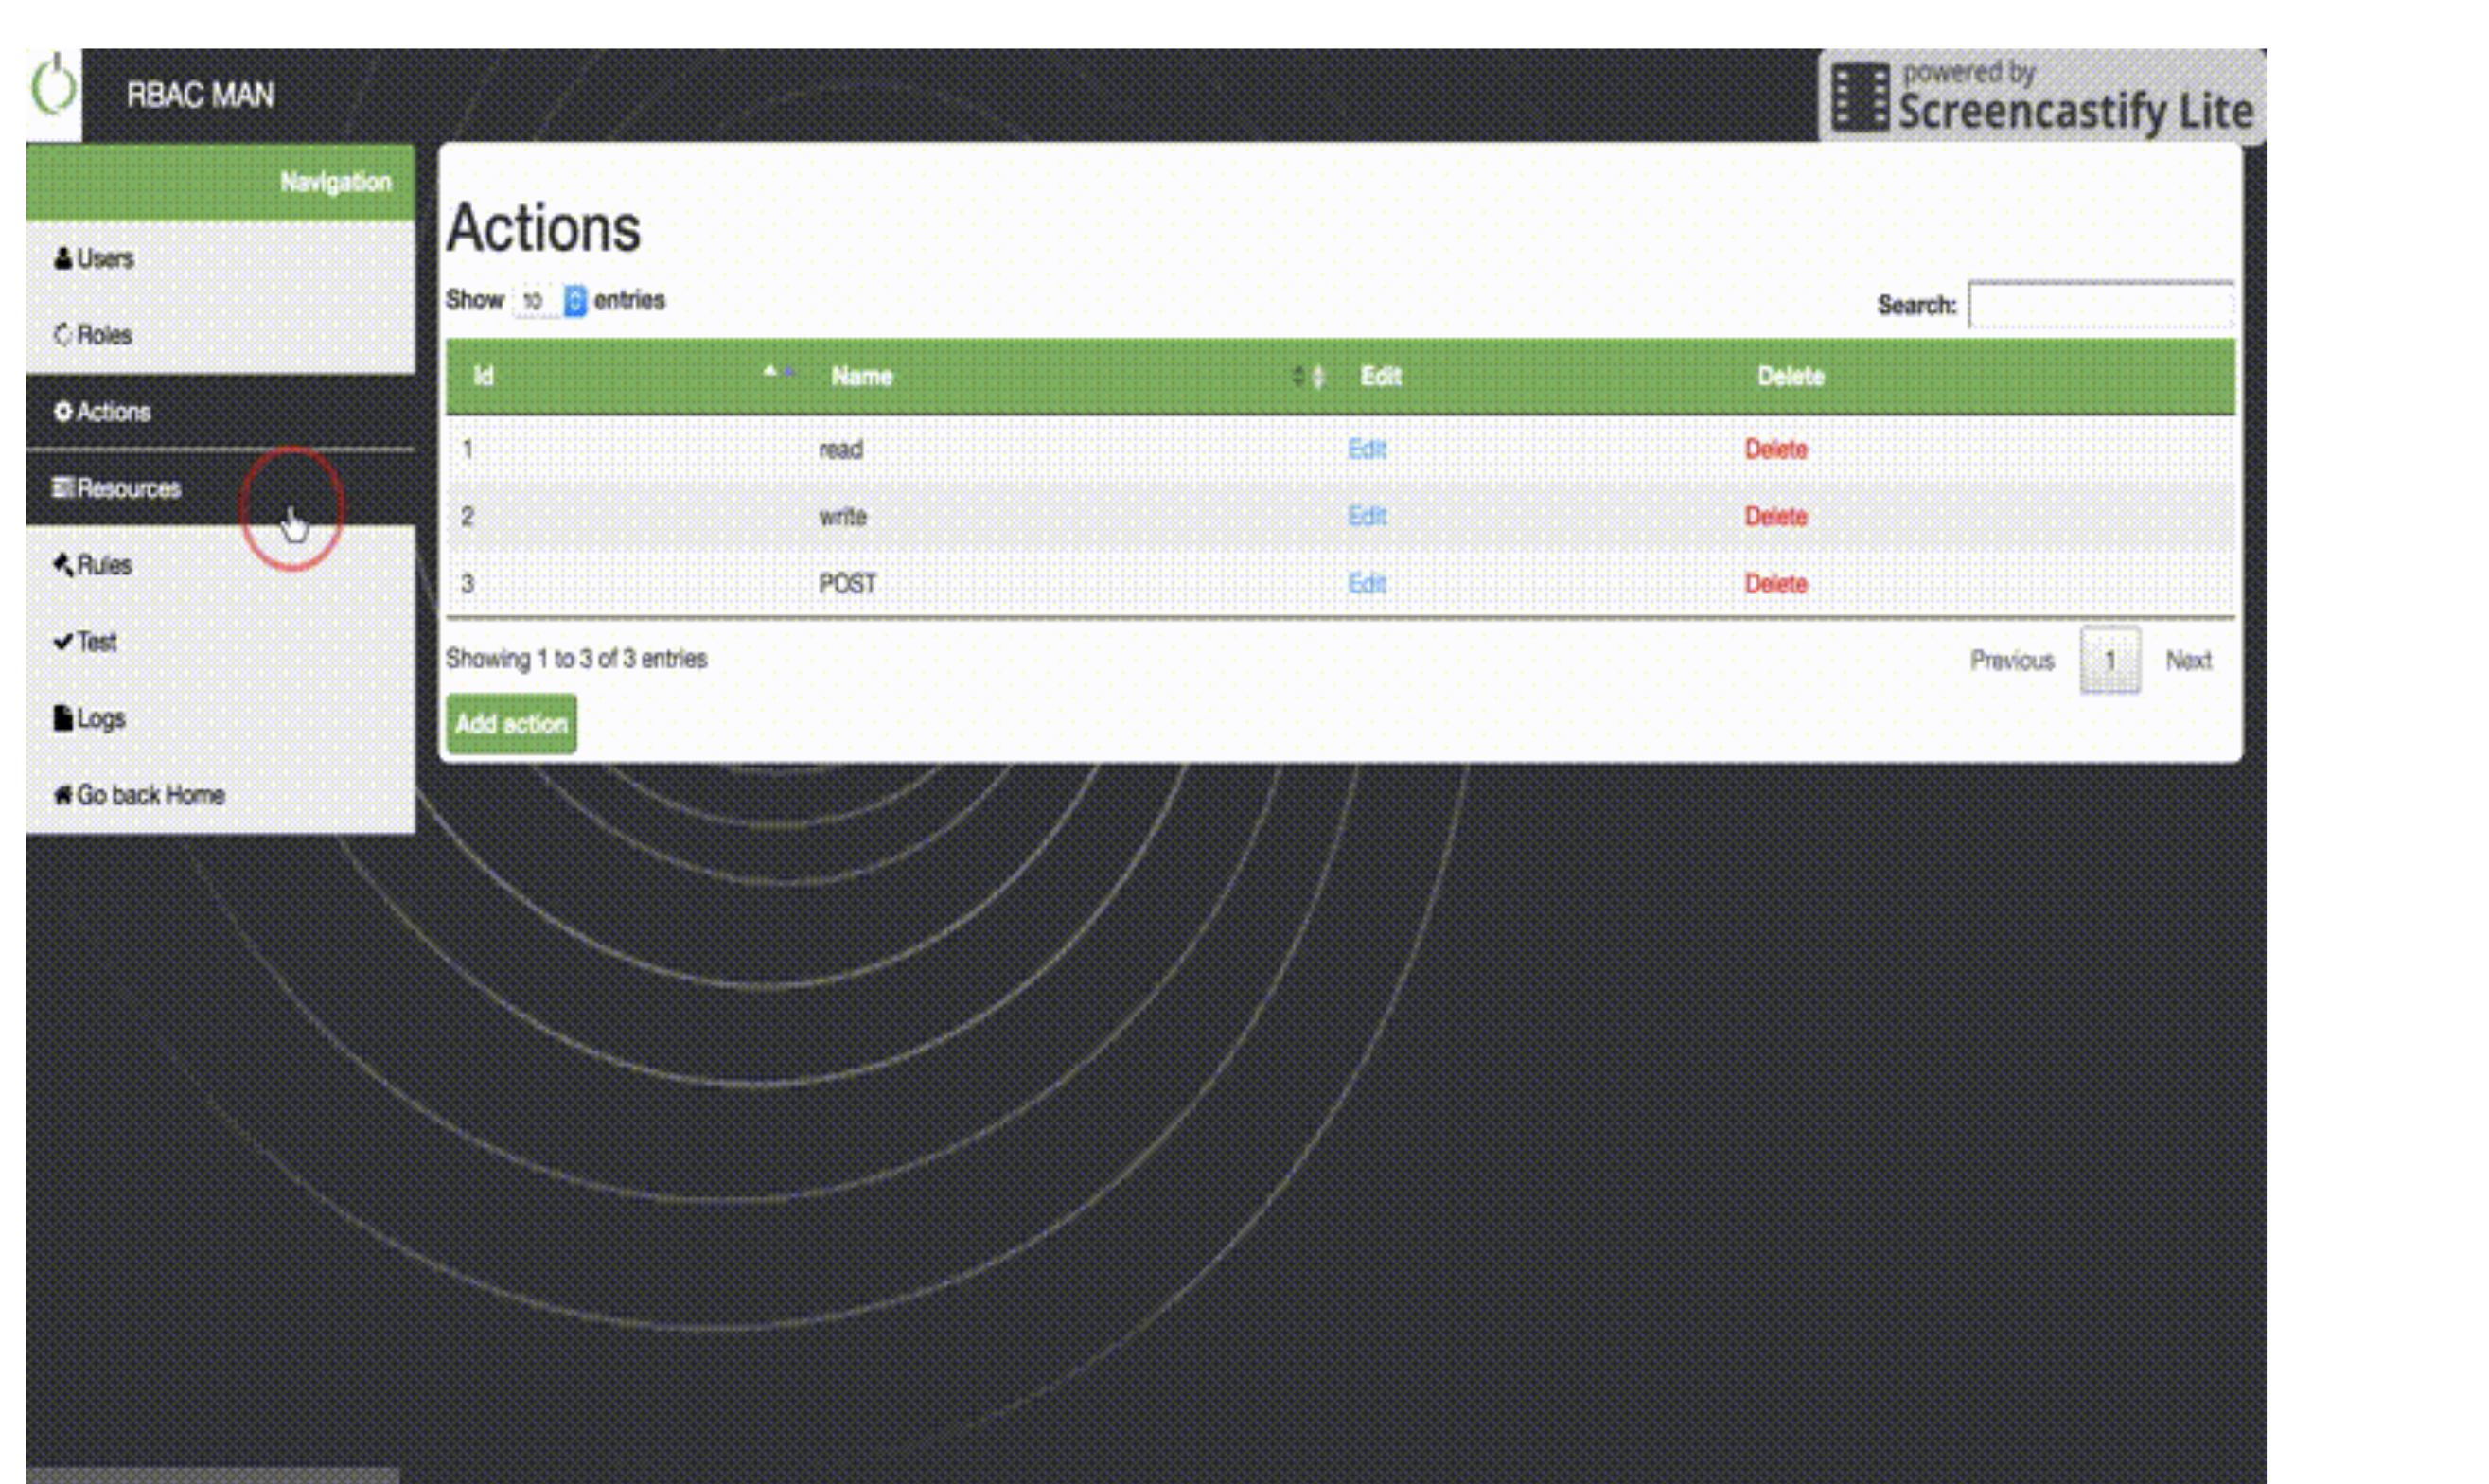 RBAC MAN
powered by
Screencastify Lite
Navigation
Users
Roles
Actions
Resources
Rules
Test
Logs
Go back Home
Actions
Show 10 entries
Search:
Id Name Edit Delete
1 read Edit Delete
2 write Edit Delete
3 POST Edit Delete
Showing 1 to 3 of 3 entries
Previous 1 Next
Add action